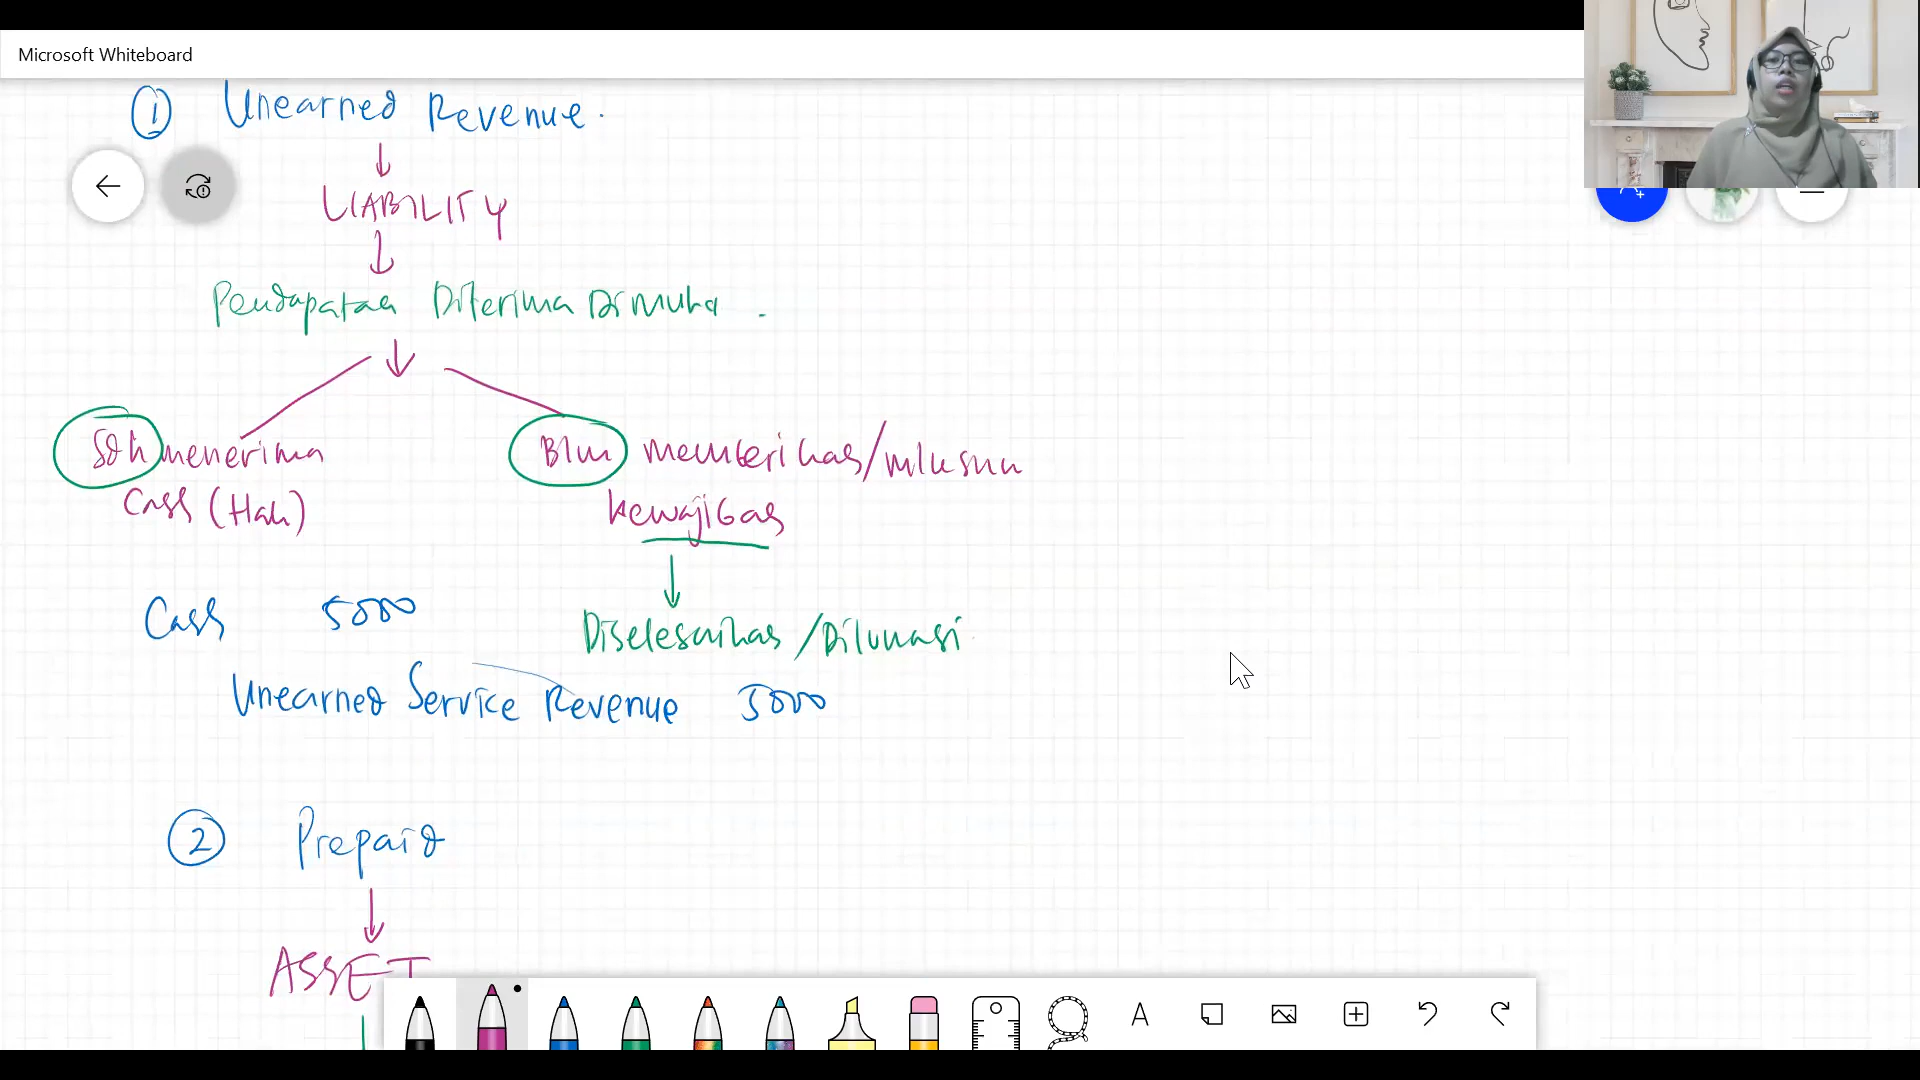 Microsoft Whiteboard
1 Unearned Revenue.
LIABILITY
Pendapatan Diterima Dimuka.
Sdh menerima
Cash (Hak)
Blm memberikan/
kewajiban
Diselesaikan/Dilunasi
Cash 5000
Unearned Service Revenue 5000
2 Prepaid
ASSET